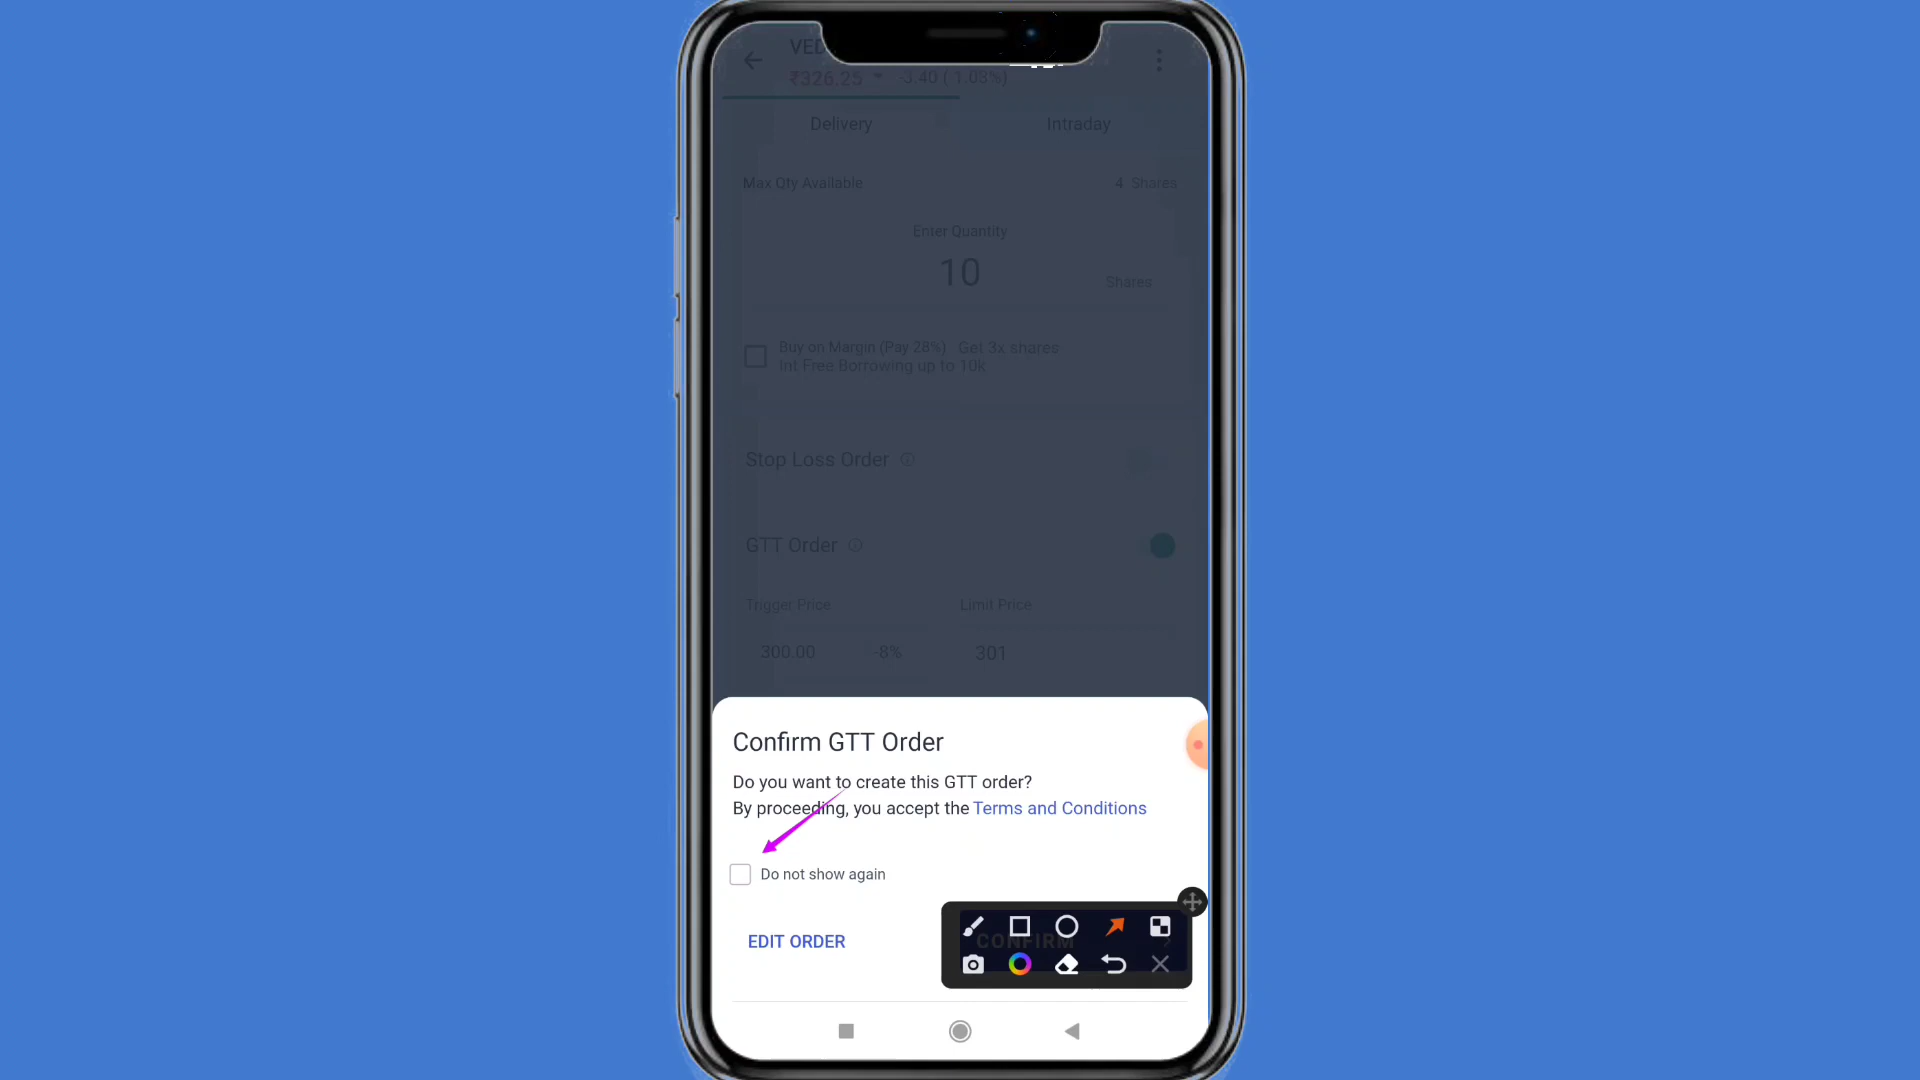 VED
₹326.25 -3.40 ( 1.03%)
Delivery Intraday
Max Qty Available 4 Shares
Enter Quantity
10
Shares
Buy on Margin (Pay 28%) Get 3x shares
Int Free Borrowing up to 10k
Stop Loss Order
GTT Order
Trigger Price Limit Price
300.00 -8% 301
Confirm GTT Order
Do you want to create this GTT order?
By proceeding, you accept the Terms and Conditions
Do not show again
EDIT ORDER CONFIRM